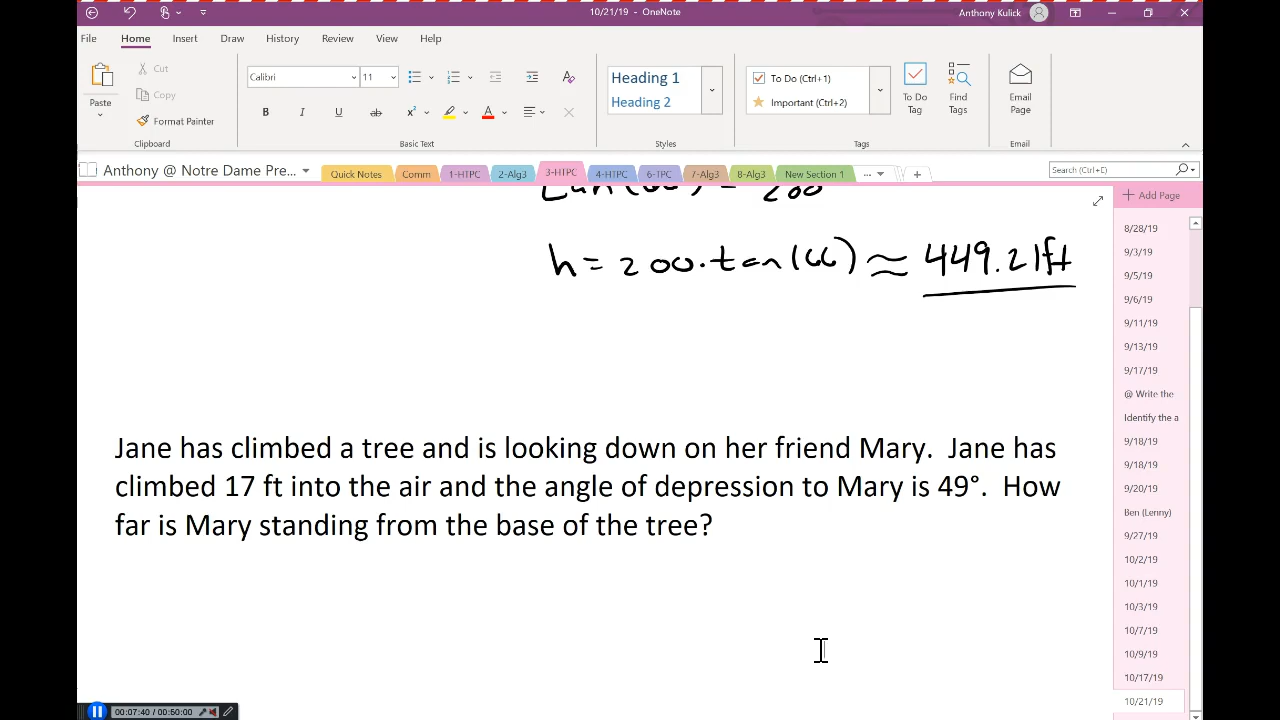 10/21/19 - OneNote
Anthony Kulick
File Home Insert Draw History Review View Help
Paste
Cut
Copy
Format Painter
Clipboard
Calibri 11
B I U ab x² A
Basic Text
Heading 1
Heading 2
Styles
To Do (Ctrl+1)
Important (Ctrl+2)
To Do Tag
Find Tags
Tags
Email Page
Email
Anthony @ Notre Dame Pre...
Quick Notes Comm 1-HTPC 2-Alg3 3-HTPC 4-HTPC 6-TPC 7-Alg3 8-Alg3 New Section 1 ... +
Search (Ctrl+E)
Add Page
8/28/19
9/3/19
9/5/19
9/6/19
9/11/19
9/13/19
9/17/19
@ Write the
Identify the a
9/18/19
9/18/19
9/20/19
Ben (Lenny)
9/27/19
10/2/19
10/1/19
10/3/19
10/7/19
10/9/19
10/17/19
10/21/19
= 200
h = 200 · tan(66) ≈ 449.21ft
Jane has climbed a tree and is looking down on her friend Mary. Jane has
climbed 17 ft into the air and the angle of depression to Mary is 49°. How
far is Mary standing from the base of the tree?
00:07:40 / 00:60:00